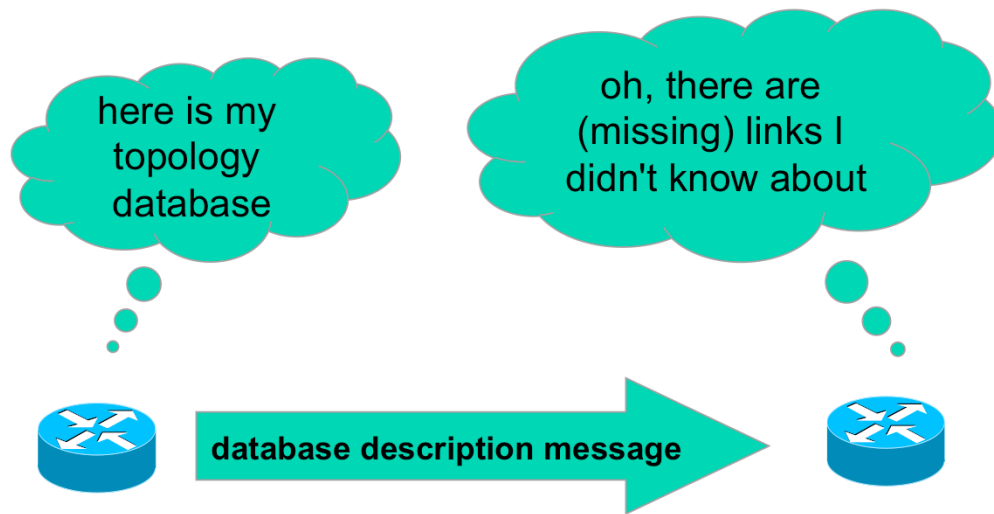 here is my
topology
database
oh, there are
(missing) links I
didn't know about
database description message